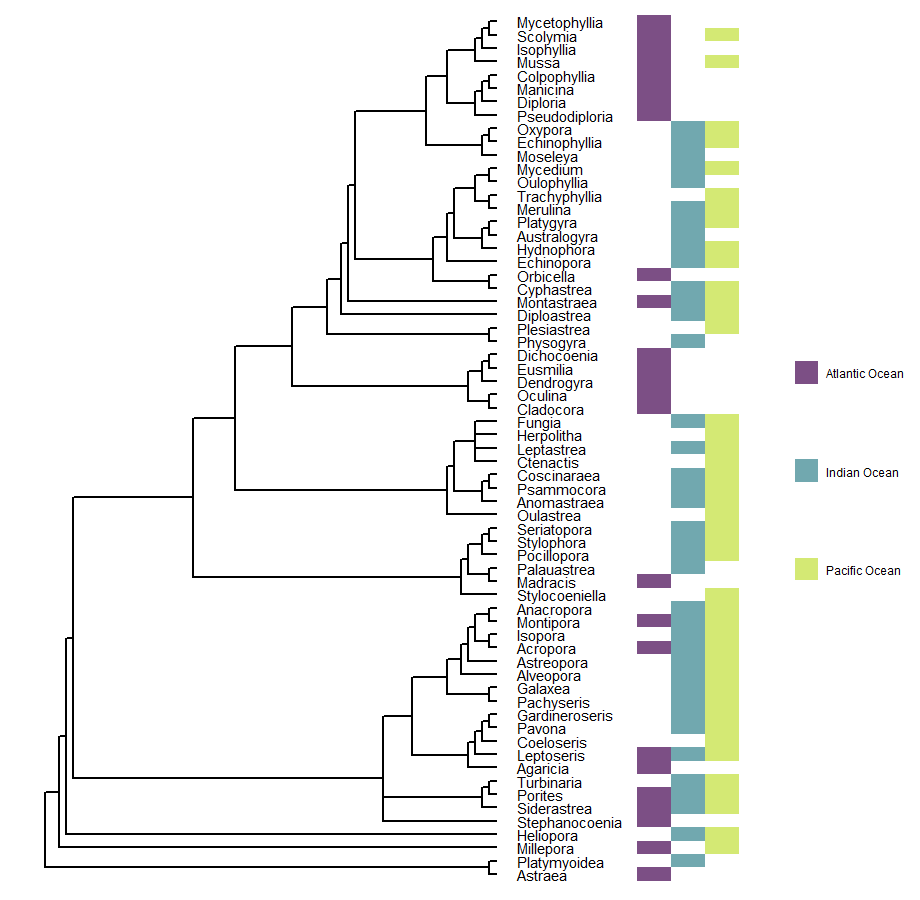 Mycetophyllia
Scolymia
Isophyllia
Mussa
Colpophyllia
Manicina
Diploria
Pseudodiploria
Oxypora
Echinophyllia
Moseleya
Mycedium
Oulophyllia
Trachyphyllia
Merulina
Platygyra
Australogyra
Hydnophora
Echinopora
Orbicella
Cyphastrea
Montastraea
Diploastrea
Plesiastrea
Physogyra
Dichocoenia
Eusmilia
Dendrogyra
Oculina
Cladocora
Fungia
Herpolitha
Leptastrea
Ctenactis
Coscinaraea
Psammocora
Anomastraea
Oulastrea
Seriatopora
Stylophora
Pocillopora
Palauastrea
Madracis
Stylocoeniella
Anacropora
Montipora
Isopora
Acropora
Astreopora
Alveopora
Galaxea
Pachyseris
Gardineroseris
Pavona
Coeloseris
Leptoseris
Agaricia
Turbinaria
Porites
Siderastrea
Stephanocoenia
Heliopora
Millepora
Platymyoidea
Astraea
Atlantic Ocean
Indian Ocean
Pacific Ocean